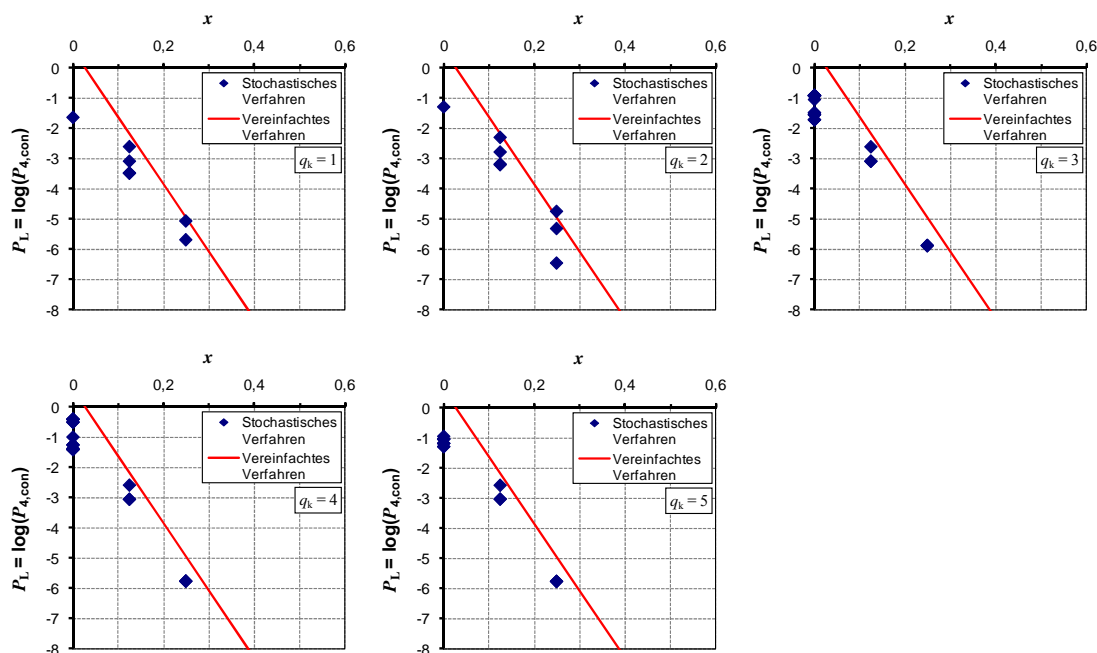 x
0 0,2 0,4 0,6
0
-1
-2
-3
-4
-5
-6
-7
-8
P_L = log(P_4,con)
Stochastisches
Verfahren
Vereinfachtes
Verfahren
q_k = 1
x
0 0,2 0,4 0,6
0
-1
-2
-3
-4
-5
-6
-7
-8
P_L = log(P_4,con)
Stochastisches
Verfahren
Vereinfachtes
Verfahren
q_k = 2
x
0 0,2 0,4 0,6
0
-1
-2
-3
-4
-5
-6
-7
-8
P_L = log(P_4,con)
Stochastisches
Verfahren
Vereinfachtes
Verfahren
q_k = 3
x
0 0,2 0,4 0,6
0
-1
-2
-3
-4
-5
-6
-7
-8
P_L = log(P_4,con)
Stochastisches
Verfahren
Vereinfachtes
Verfahren
q_k = 4
x
0 0,2 0,4 0,6
0
-1
-2
-3
-4
-5
-6
-7
-8
P_L = log(P_4,con)
Stochastisches
Verfahren
Vereinfachtes
Verfahren
q_k = 5